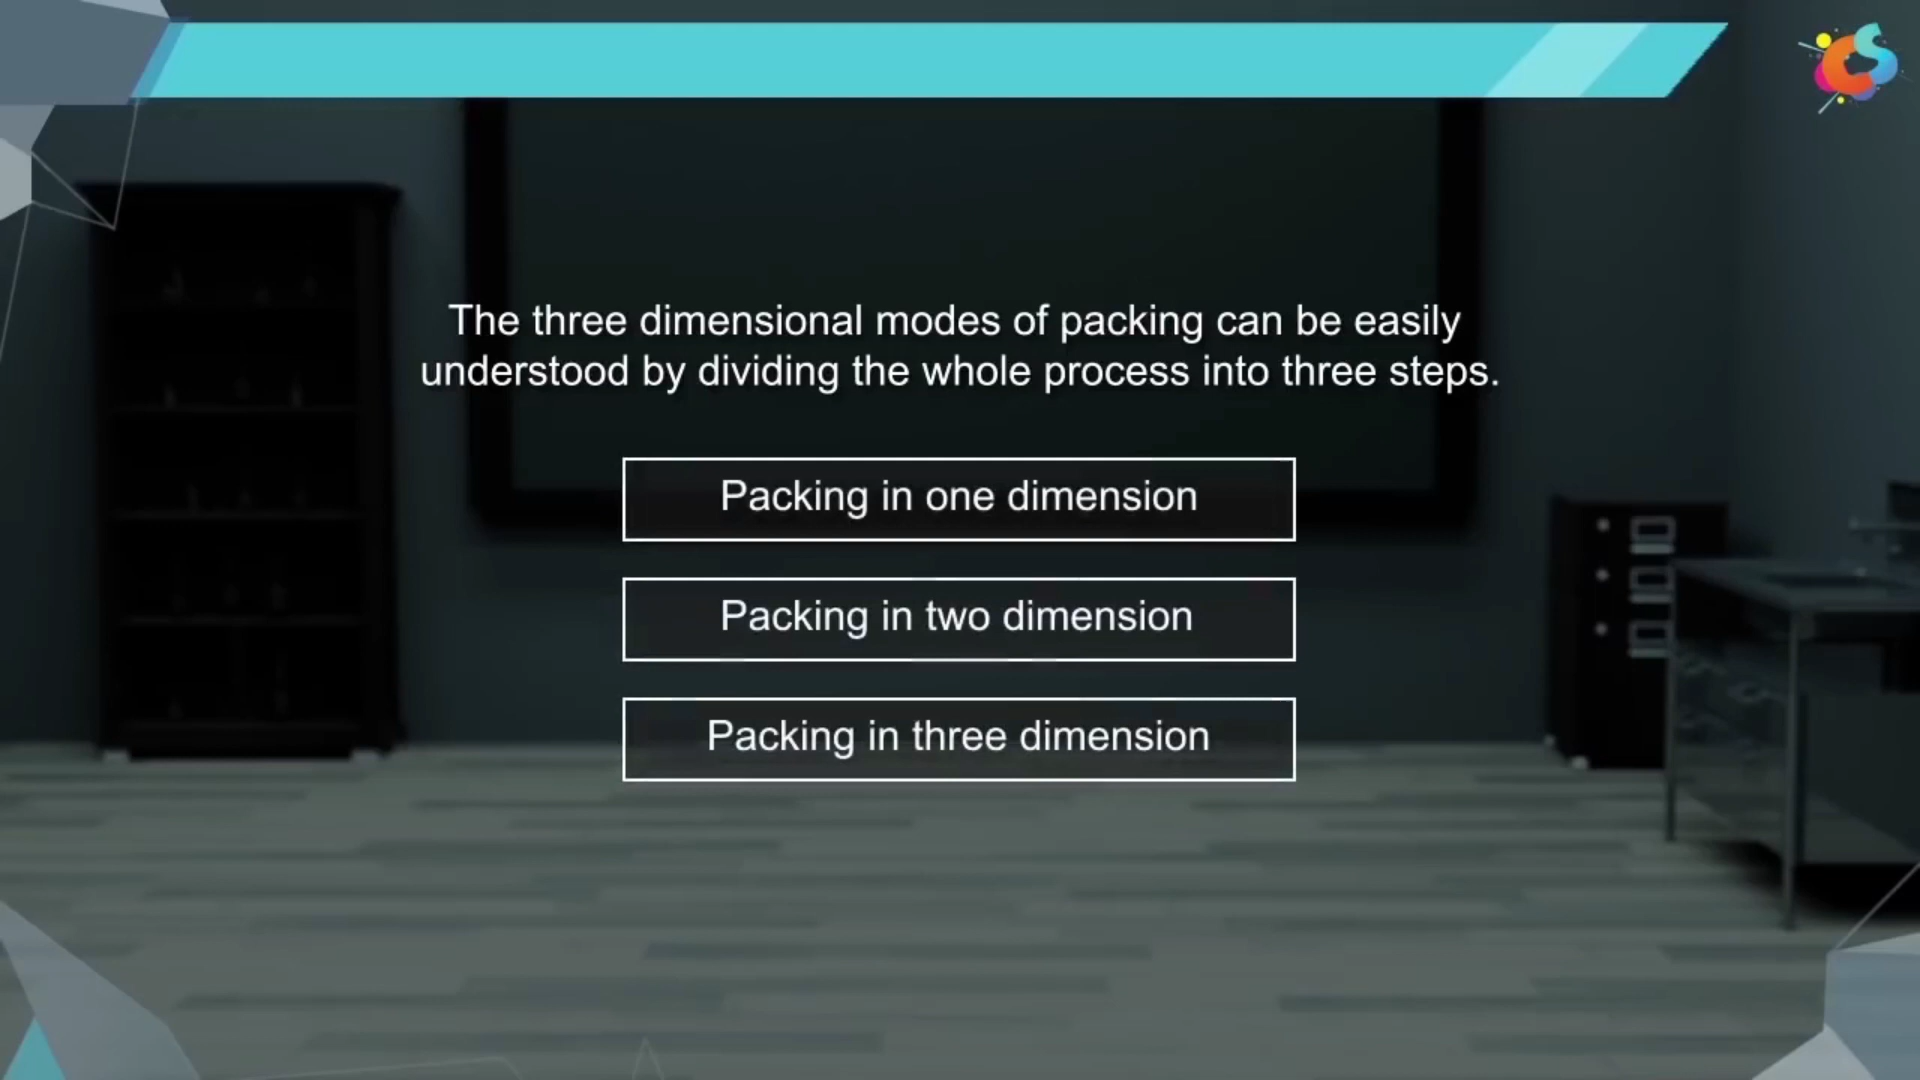 The three dimensional modes of packing can be easily
understood by dividing the whole process into three steps.
Packing in one dimension
Packing in two dimension
Packing in three dimension